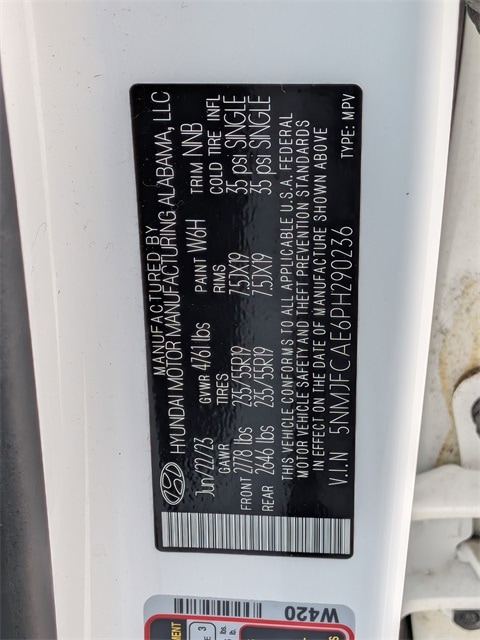 MANUFACTURED BY
HYUNDAI MOTOR MANUFACTURING ALABAMA, LLC
Jun/22/23 GVWR 4761 lbs PAINT W6H TRIM NNB
GAWR TIRES RIMS COLD TIRE INFL
FRONT 2778 lbs 235/55R19 7.5JX19 35 psi SINGLE
REAR 2646 lbs 235/55R19 7.5JX19 35 psi SINGLE
THIS VEHICLE CONFORMS TO ALL APPLICABLE U.S.A. FEDERAL
MOTOR VEHICLE SAFETY AND THEFT PREVENTION STANDARDS
IN EFFECT ON THE DATE OF MANUFACTURE SHOWN ABOVE
V.I.N 5NMJFCAE6PH290236 TYPE: MPV
W420